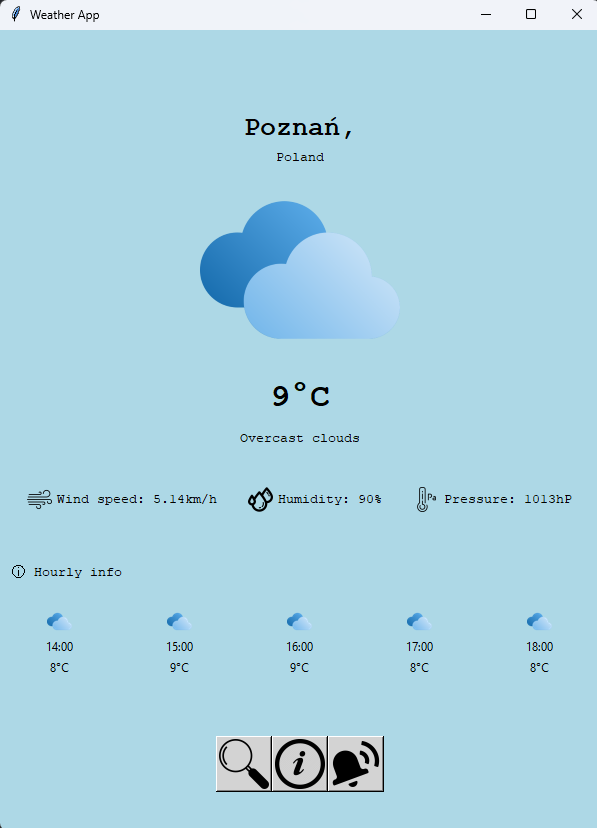 Weather App
Poznań,
Poland
9°C
Overcast clouds
Wind speed: 5.14km/h Pa Humidity: 90% Pressure: 1013hP
ⓘ Hourly info
14:00 15:00 16:00 17:00 18:00
8°C 9°C 9°C 8°C 8°C
i